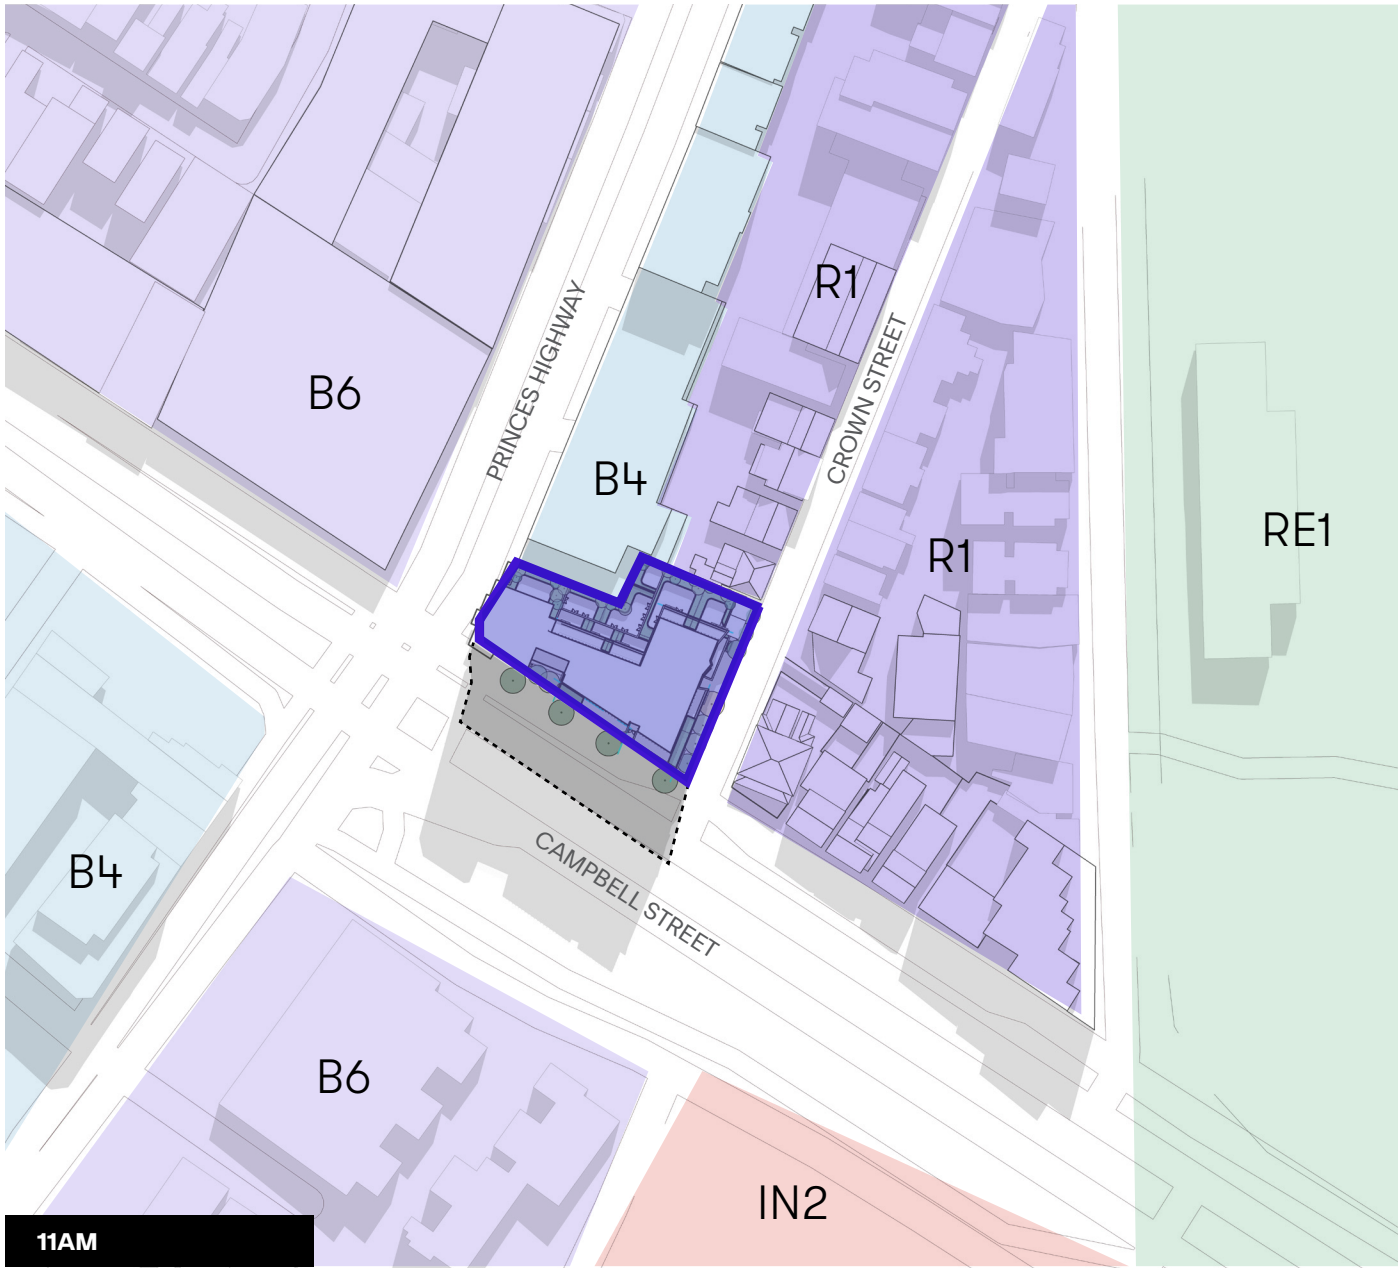 R1
PRINCES HIGHWAY
B6
CROWN STREET
B4
RE1
R1
CAMPBELL STREET
B4
B6
IN2
11AM